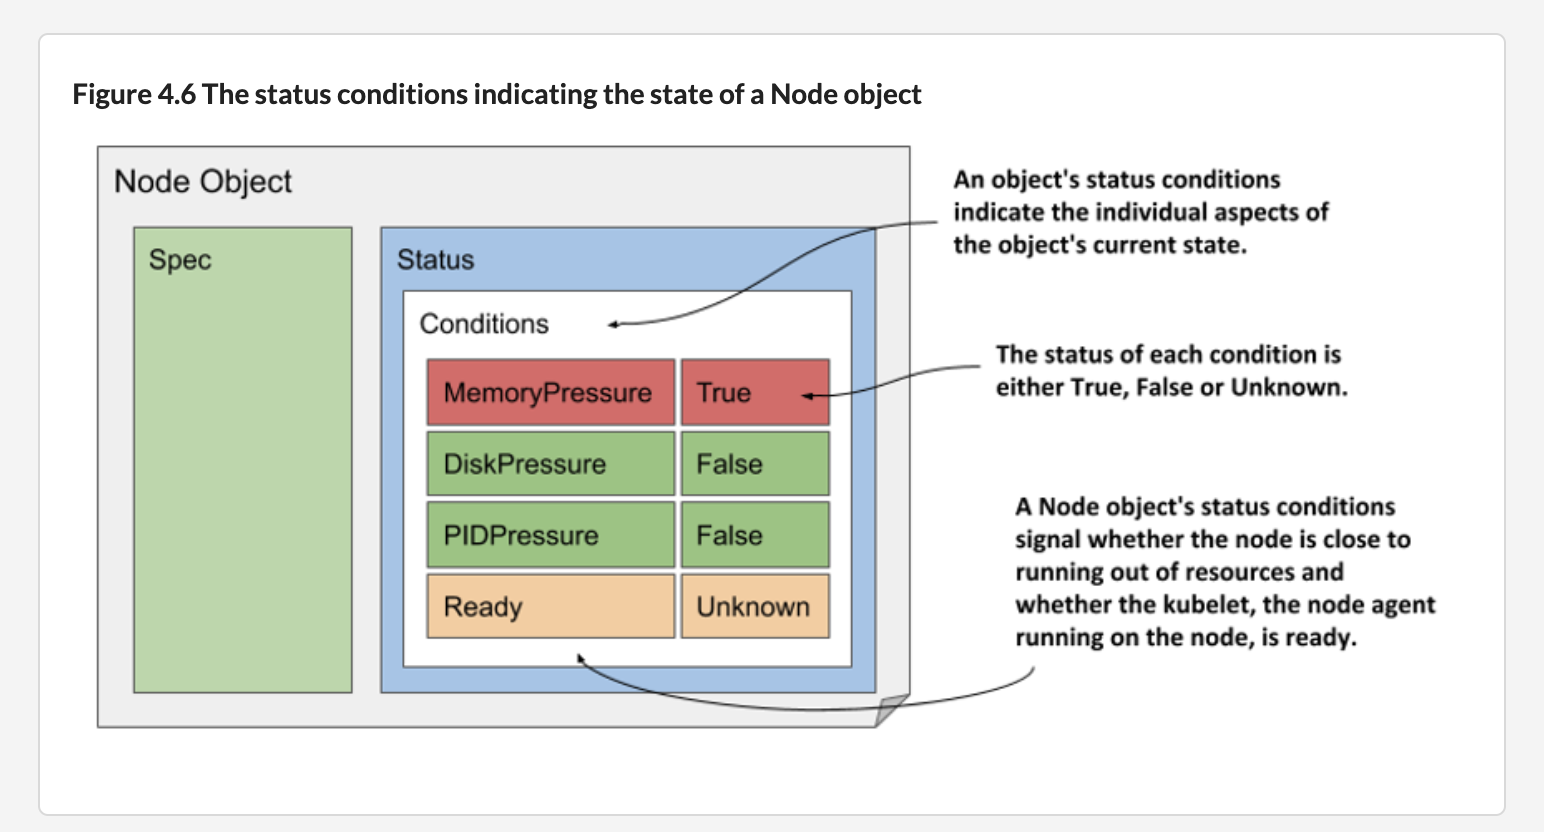 Figure 4.6 The status conditions indicating the state of a Node object
Node Object
Spec
Status
Conditions
MemoryPressure True
DiskPressure False
PIDPressure False
Ready Unknown
An object's status conditions
indicate the individual aspects of
the object's current state.
The status of each condition is
either True, False or Unknown.
A Node object's status conditions
signal whether the node is close to
running out of resources and
whether the kubelet, the node agent
running on the node, is ready.